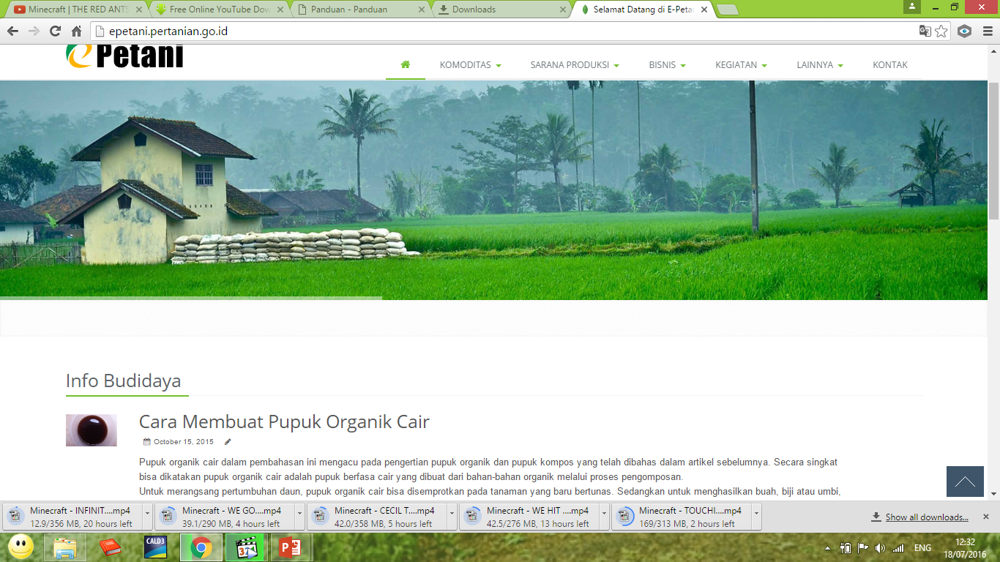 Minecraft | THE RED ANTS
Free Online YouTube Dow
Panduan - Panduan
Downloads
Selamat Datang di E-Petan
epetani.pertanian.go.id
ePetani
KOMODITAS
SARANA PRODUKSI
BISNIS
KEGIATAN
LAINNYA
KONTAK
Info Budidaya
Cara Membuat Pupuk Organik Cair
October 15, 2015
Pupuk organik cair dalam pembahasan ini mengacu pada pengertian pupuk organik dan pupuk kompos yang telah dibahas dalam artikel sebelumnya. Secara singkat
bisa dikatakan pupuk organik cair adalah pupuk berfasa cair yang dibuat dari bahan-bahan organik melalui proses pengomposan.
Untuk merangsang pertumbuhan daun, pupuk organik cair bisa disemprotkan pada tanaman yang baru bertunas. Sedangkan untuk menghasilkan buah, biji atau umbi,
Minecraft - INFINIT....mp4
12.9/356 MB, 20 hours left
Minecraft - WE GO....mp4
39.1/290 MB, 4 hours left
Minecraft - CECIL T....mp4
42.0/358 MB, 5 hours left
Minecraft - WE HIT ....mp4
42.5/276 MB, 13 hours left
Minecraft - TOUCHI....mp4
169/313 MB, 2 hours left
Show all downloads...
CALD3
ENG
12:32
18/07/2016